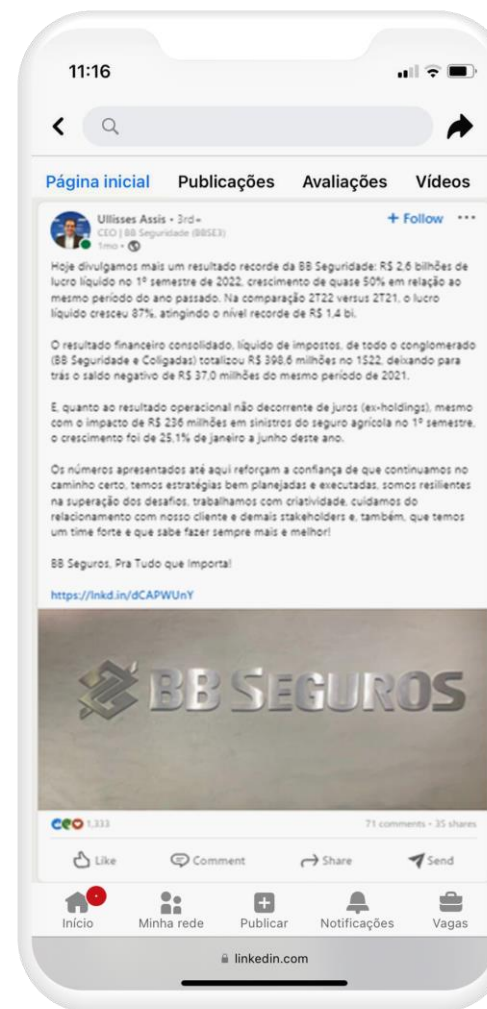 11:16
Página inicial Publicações Avaliações Vídeos
Ullisses Assis • 3rd+
+ Follow ...
CEO | BB Seguridade (BBSE3)
1mo •
Hoje divulgamos mais um resultado recorde da BB Seguridade: R$ 2,6 bilhões de
lucro líquido no 1º semestre de 2022, crescimento de quase 50% em relação ao
mesmo período do ano passado. Na comparação 2T22 versus 2T21, o lucro
líquido cresceu 87%, atingindo o nível recorde de R$ 1,4 bi.
O resultado financeiro consolidado, líquido de impostos, de todo o conglomerado
(BB Seguridade e Coligadas) totalizou R$ 398,6 milhões no 1S22, deixando para
trás o saldo negativo de R$ 37,0 milhões do mesmo período de 2021.
E, quanto ao resultado operacional não decorrente de juros (ex-holdings), mesmo
com o impacto de R$ 236 milhões em sinistros do seguro agrícola no 1º semestre,
o crescimento foi de 25,1% de janeiro a junho deste ano.
Os números apresentados até aqui reforçam a confiança de que continuamos no
caminho certo, temos estratégias bem planejadas e executadas, somos resilientes
na superação dos desafios, trabalhamos com criatividade, cuidamos do
relacionamento com nosso cliente e demais stakeholders e, também, que temos
um time forte e que sabe fazer sempre mais e melhor!
BB Seguros, Pra Tudo que Importa!
https://lnkd.in/dCAPWUnY
BB SEGUROS
1,333
71 comments • 35 shares
Like Comment Share Send
Início Minha rede Publicar Notificações Vagas
linkedin.com